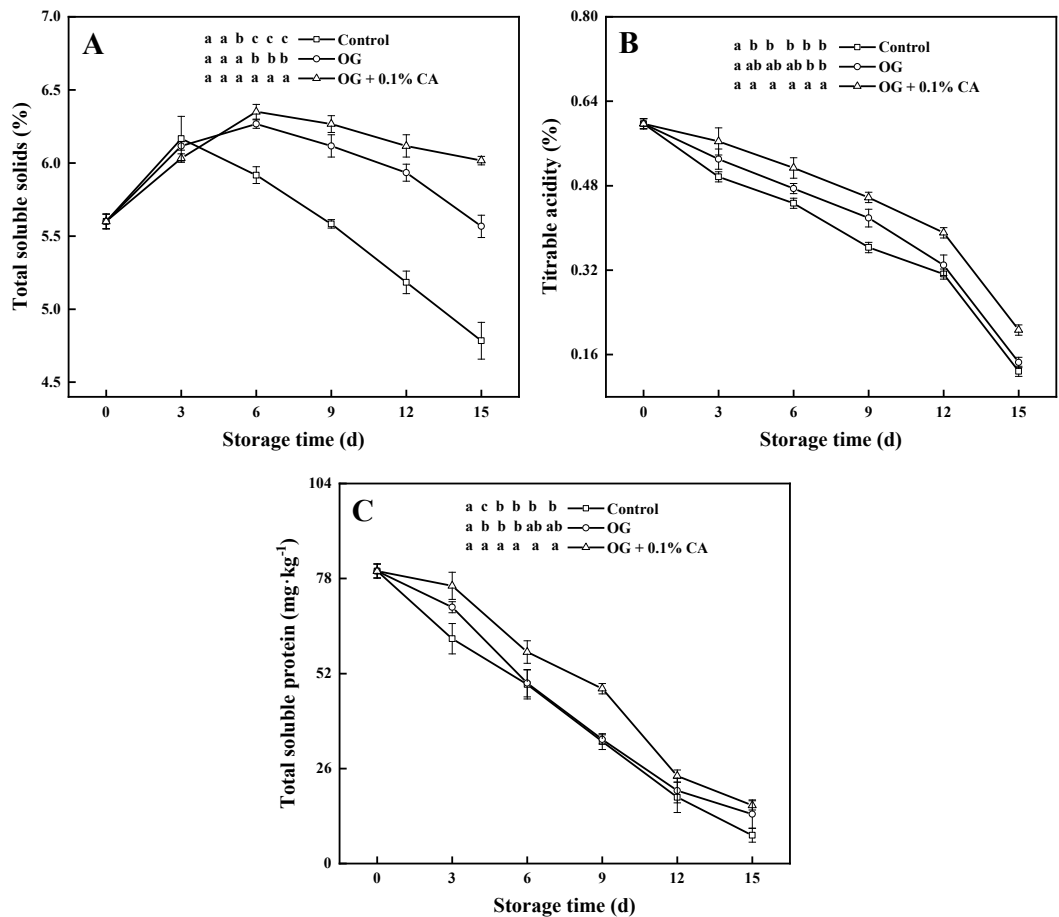 A
a a b c c c Control
a a a b b b OG
a a a a a a OG + 0.1% CA
Total soluble solids (%)
7.0
6.5
6.0
5.5
5.0
4.5
0 3 6 9 12 15
Storage time (d)
B
a b b b b b Control
a ab ab ab b b OG
a a a a a a OG + 0.1% CA
Titrable acidity (%)
0.80
0.64
0.48
0.32
0.16
0 3 6 9 12 15
Storage time (d)
C
a c b b b b Control
a b b b ab ab OG
a a a a a a OG + 0.1% CA
Total soluble protein (mg·kg⁻¹)
104
78
52
26
0
0 3 6 9 12 15
Storage time (d)